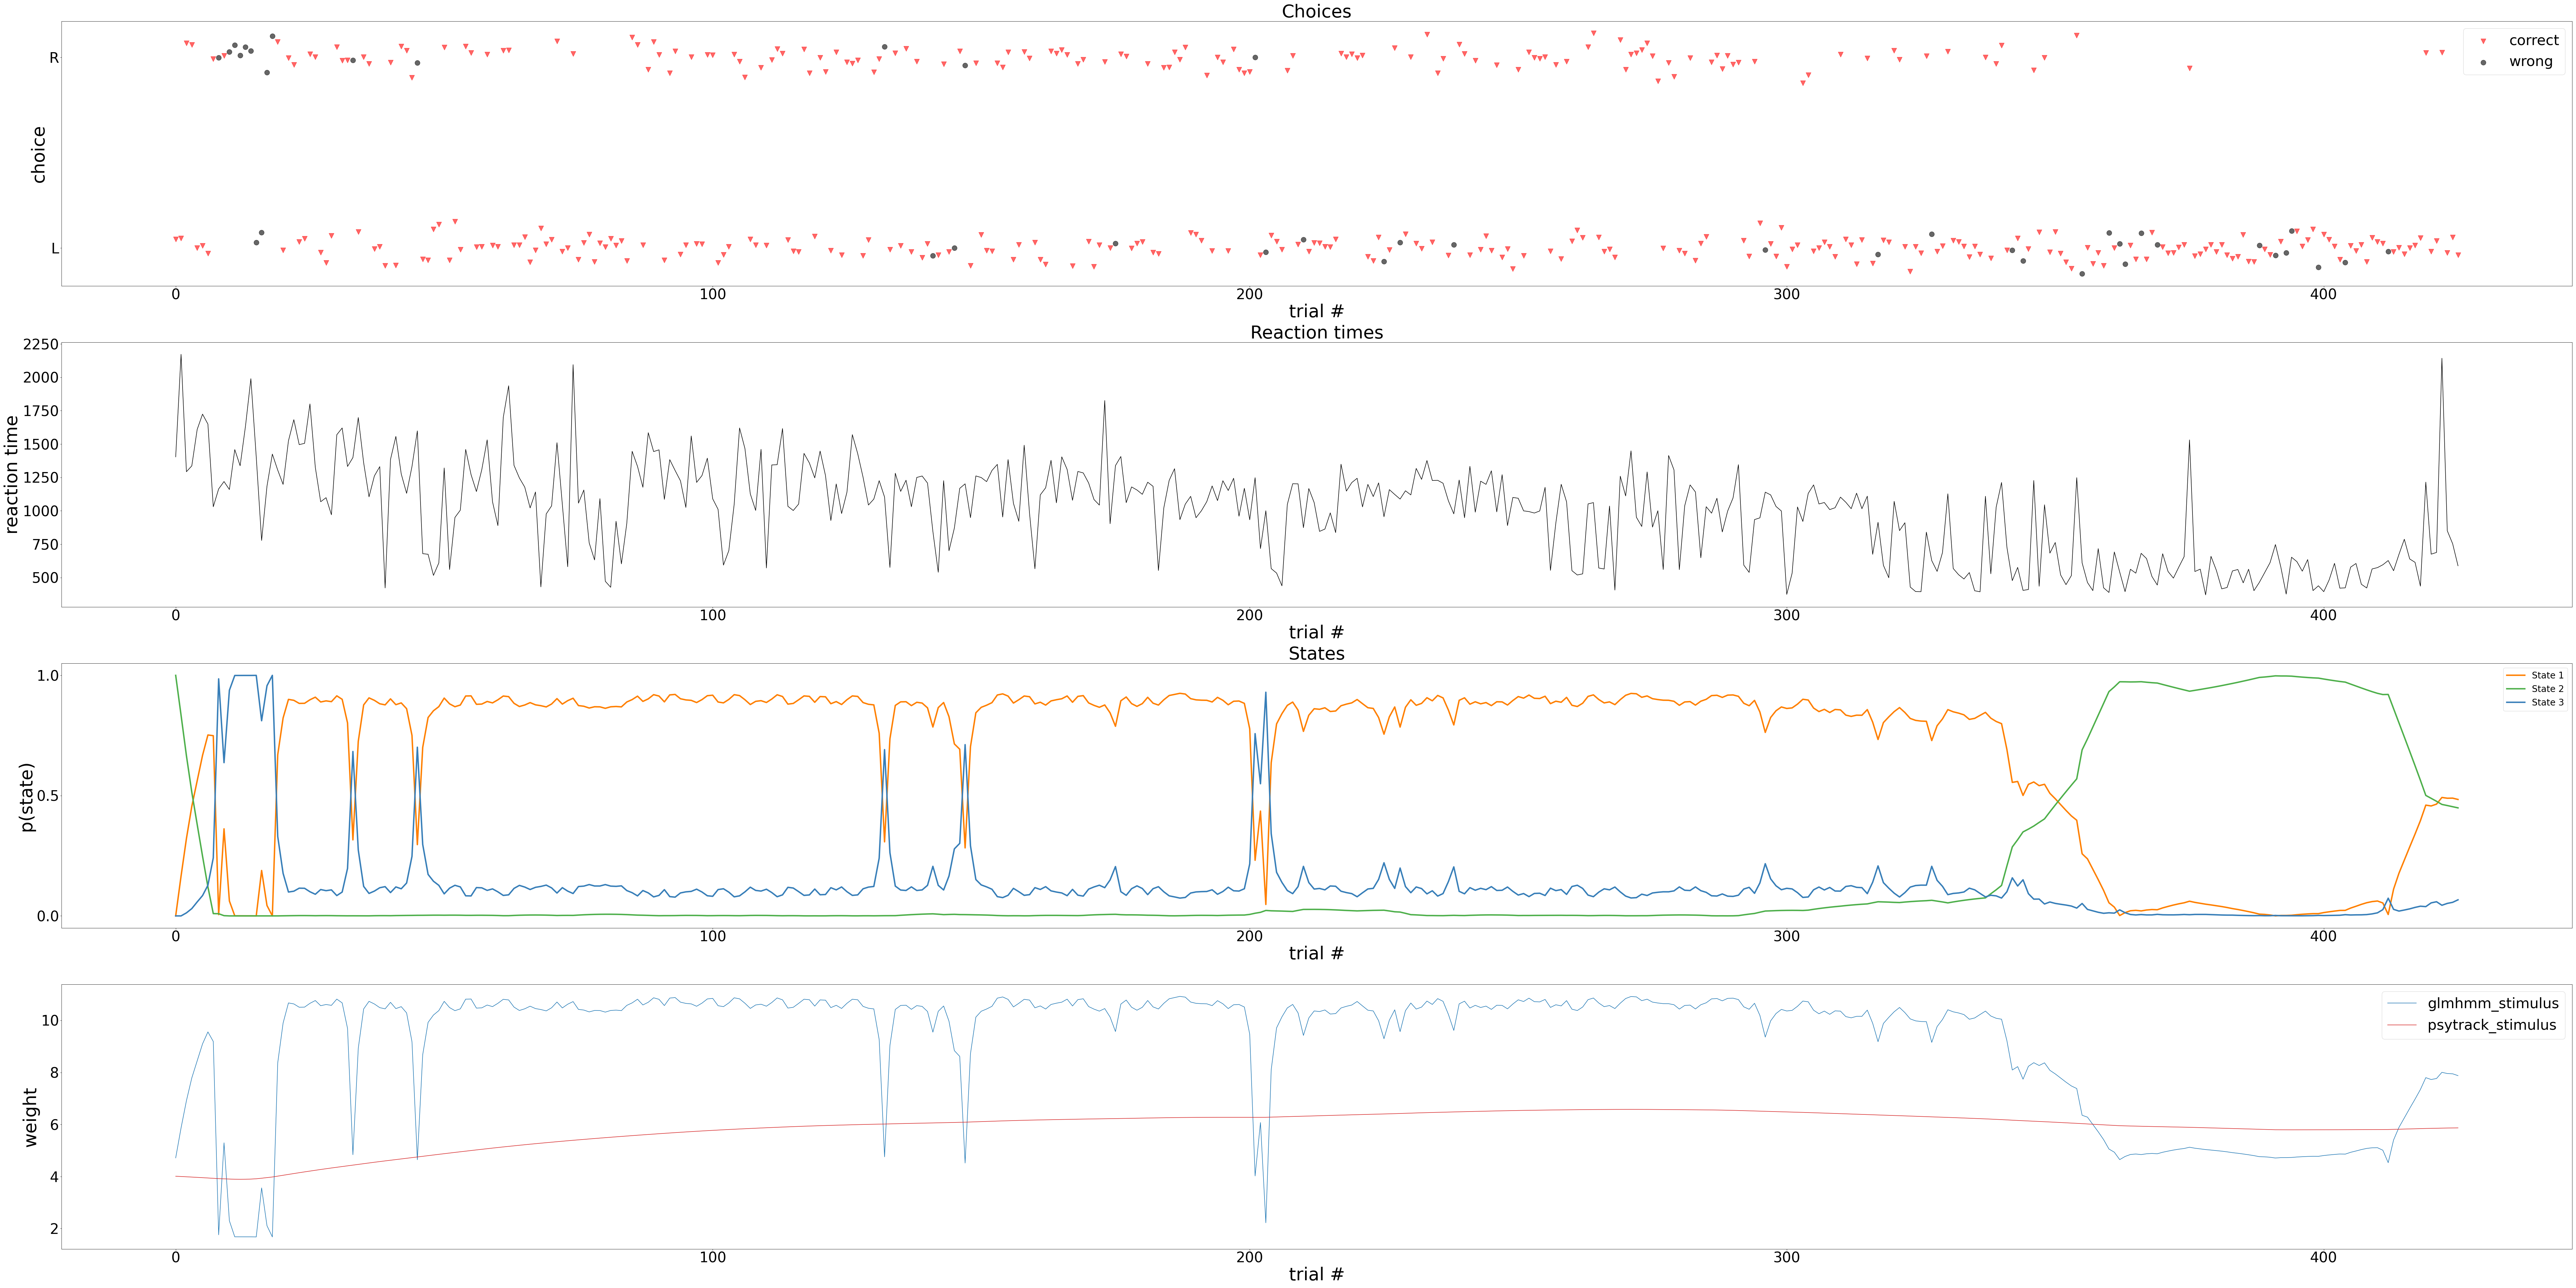 Choices
R
L
choice
correct
wrong
0 100 200 300 400
trial #
Reaction times
2250
2000
1750
1500
1250
1000
750
500
reaction time
0 100 200 300 400
trial #
States
1.0
0.5
0.0
p(state)
State 1
State 2
State 3
0 100 200 300 400
trial #
10
8
6
4
2
weight
glmhmm_stimulus
psytrack_stimulus
0 100 200 300 400
trial #